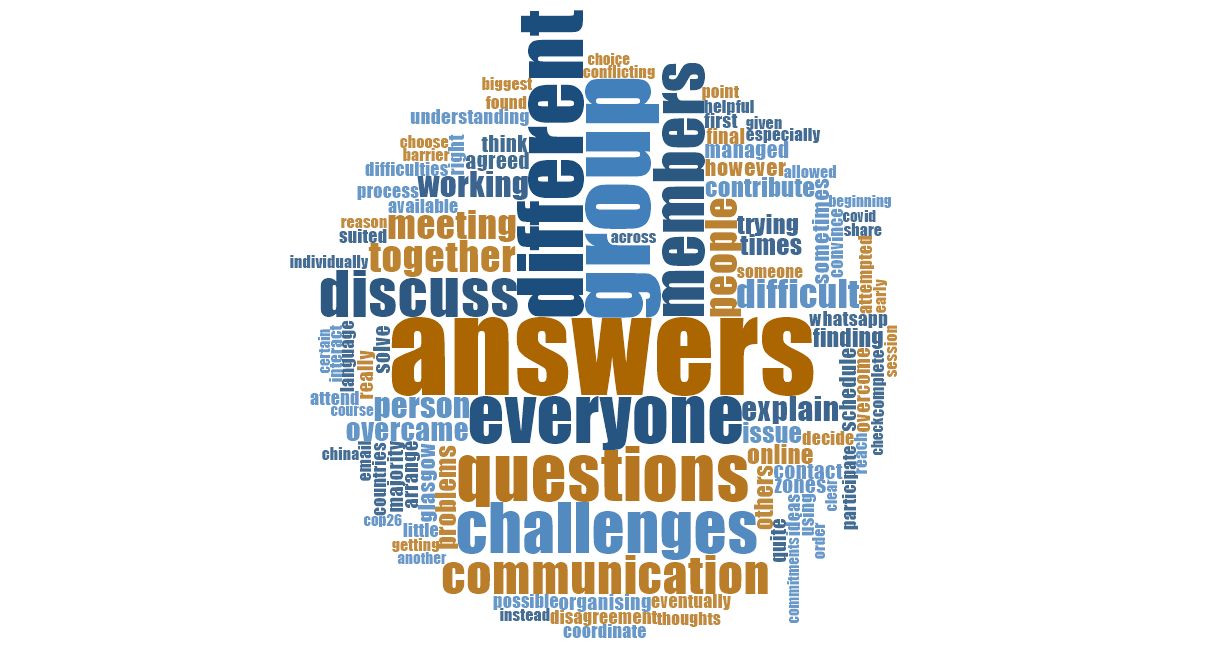 different
group
members
choice
conflicting
biggest
found
understanding
point
helpful
first
given
final
especially
managed
choose
barrier
right
think
agreed
difficulties
working
process
available
however
allowed
contribute
sometimes
beginning
covid
share
convince
reason
meeting
suited
across
people
trying
times
together
individually
someone
attempted
early
discuss
difficult
whatsapp
finding
session
answers
certain
interact
language
solve
really
schedule
overcome
complete
check
attend
course
person
everyone
explain
overcame
issue
decide
reach
online
contact
zones
participate
china
email
countries
majority
arrange
glasgow
problems
questions
others
clear
ideas
using
order
cop26
little
getting
another
challenges
quite
commitments
communication
possible
organising
eventually
instead
disagreement
thoughts
coordinate